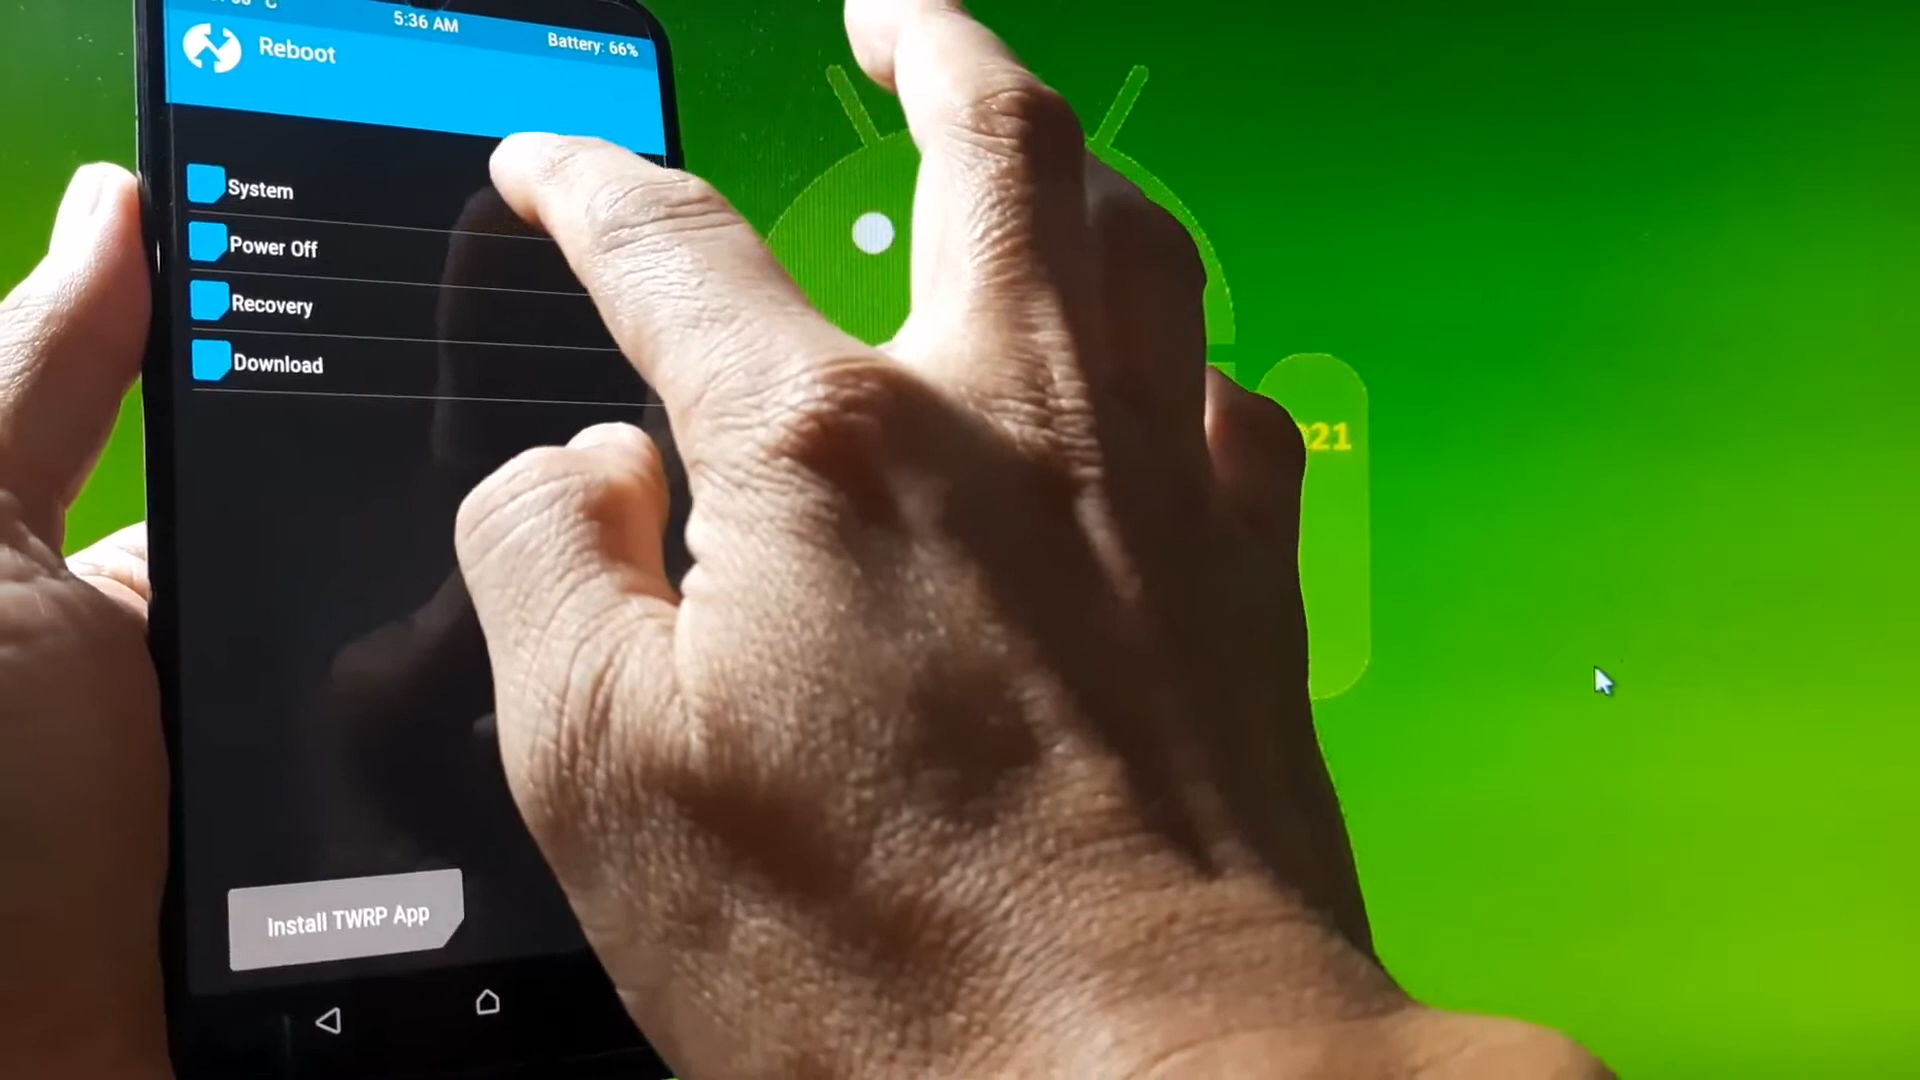 5:36 AM
Battery: 66%
Reboot
System
Power Off
Recovery
Download
21
Install TWRP App